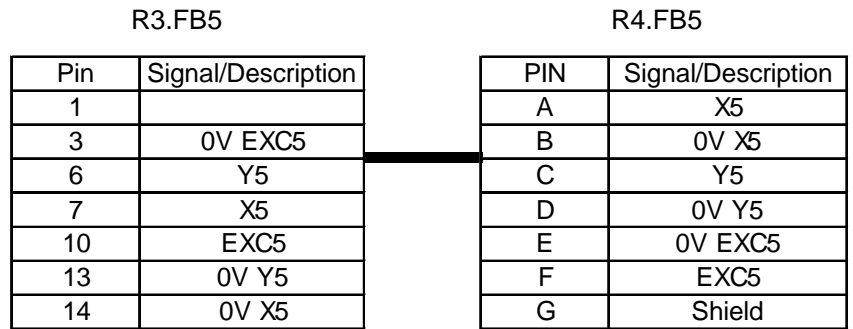 R3.FB5 R4.FB5
Pin Signal/Description PIN Signal/Description
1 A X5
3 0V EXC5 B 0V X5
6 Y5 C Y5
7 X5 D 0V Y5
10 EXC5 E 0V EXC5
13 0V Y5 F EXC5
14 0V X5 G Shield